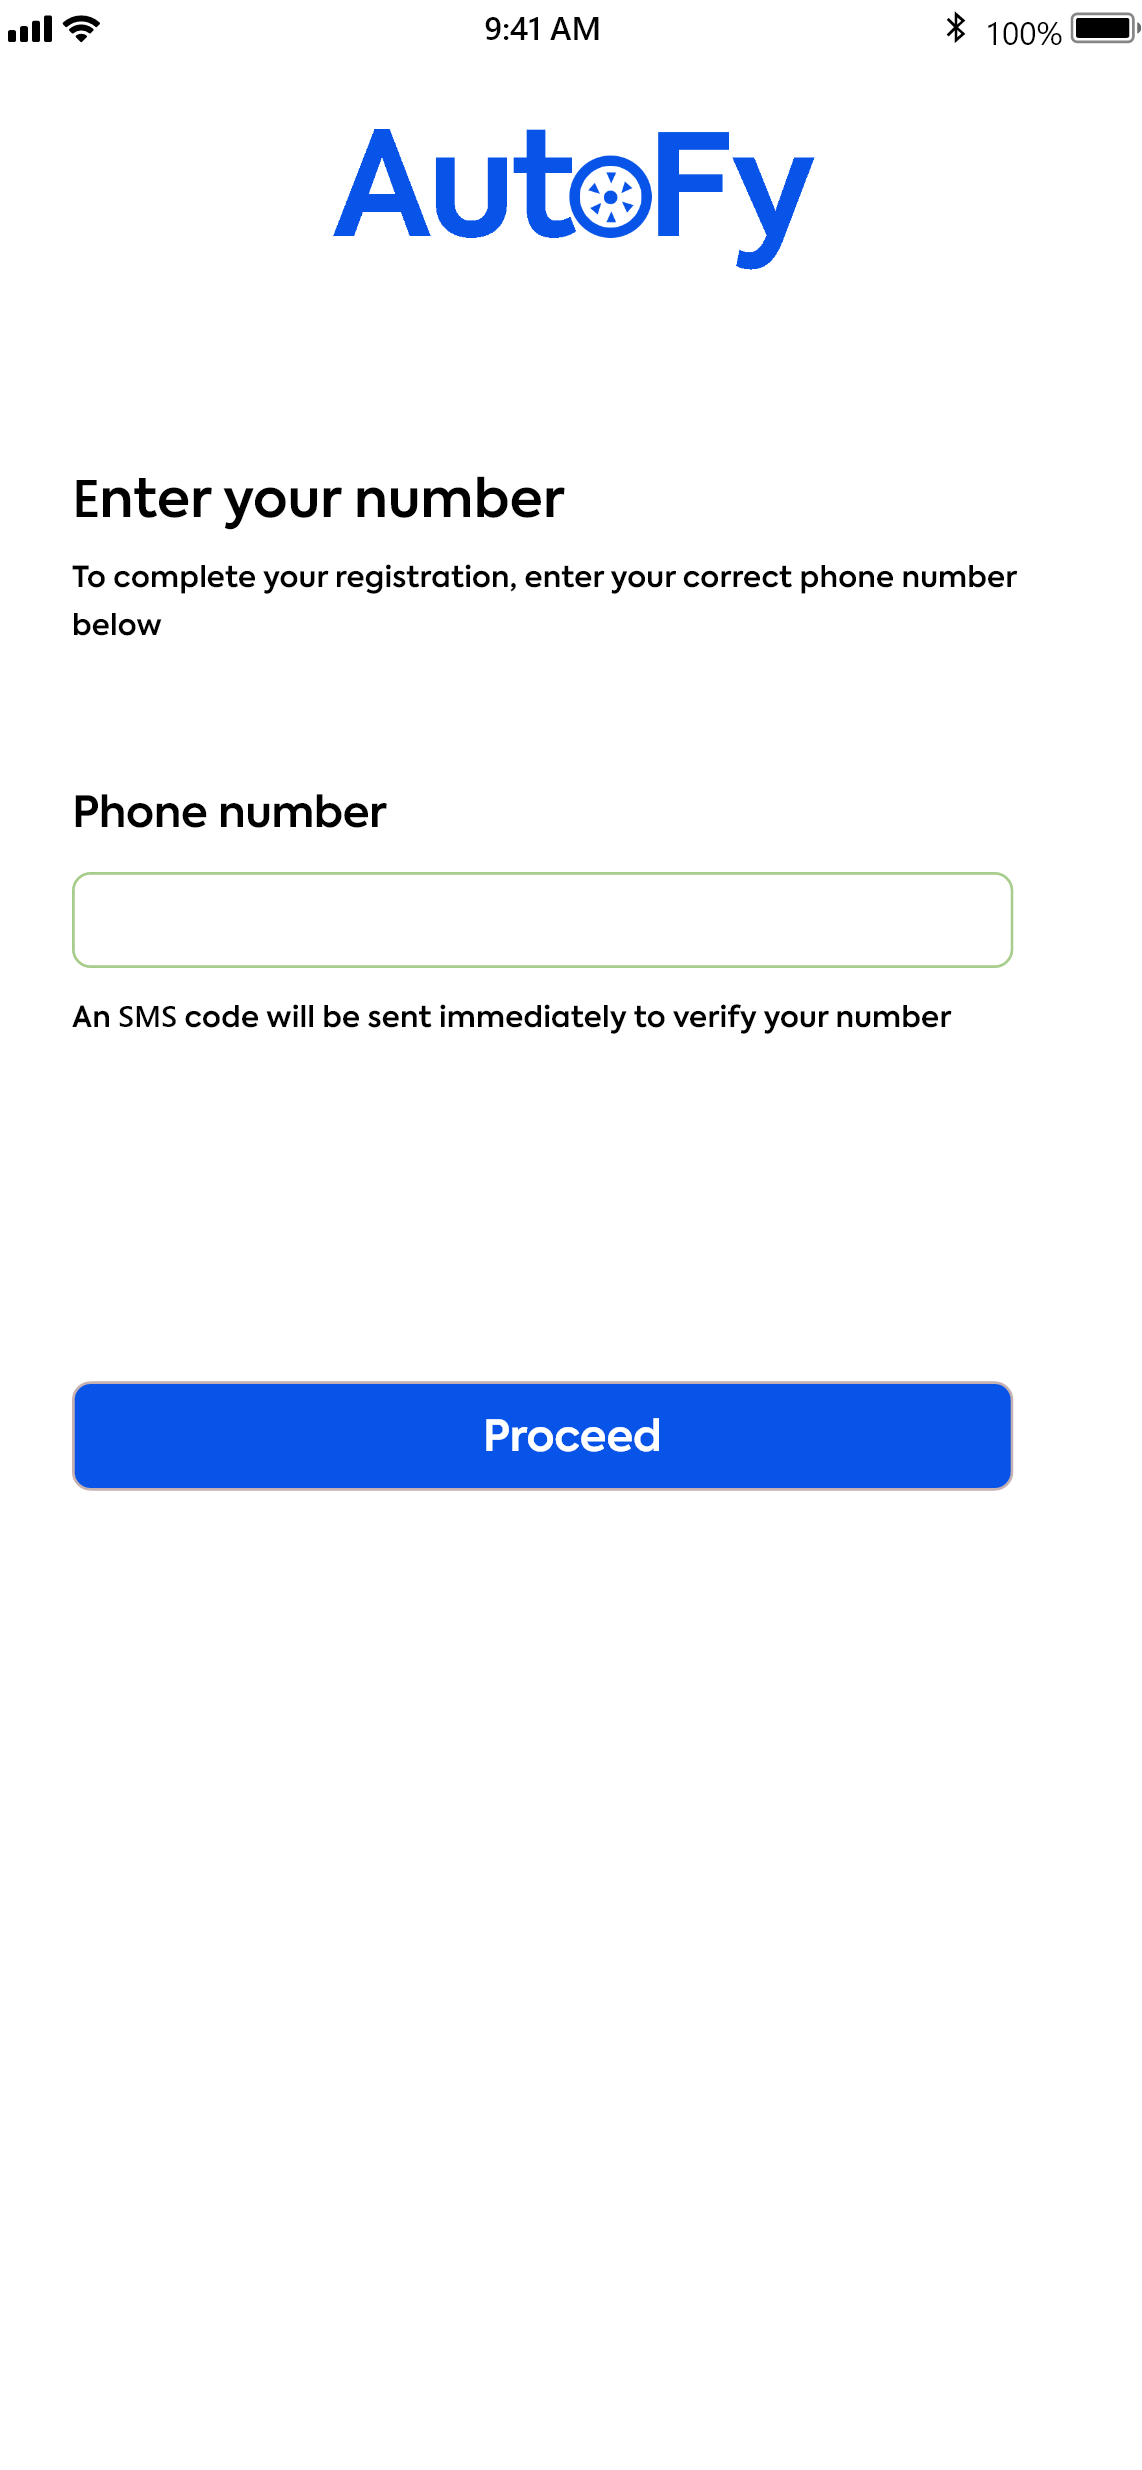 9:41 AM
100%
AutoFy
Enter your number
To complete your registration, enter your correct phone number
below
Phone number
An SMS code will be sent immediately to verify your number
Proceed